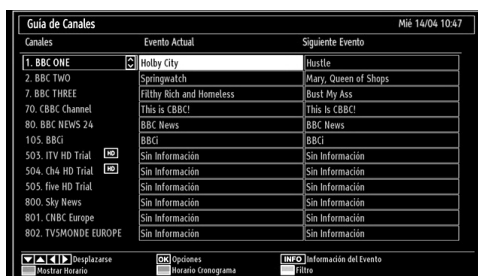 Guía de Canales Mié 14/04 10:47
Canales Evento Actual Siguiente Evento
1. BBC ONE Holby City Hustle
2. BBC TWO Springwatch Mary, Queen of Shops
7. BBC THREE Filthy Rich and Homeless Bust My Ass
70. CBBC Channel This is CBBC! This Is CBBC!
80. BBC NEWS 24 BBC News BBC News
105. BBCi BBCi BBCi
503. ITV HD Trial HD Sin Información Sin Información
504. Ch4 HD Trial HD Sin Información Sin Información
505. five HD Trial Sin Información Sin Información
800. Sky News Sin Información Sin Información
801. CNBC Europe Sin Información Sin Información
802. TV5MONDE EUROPE Sin Información Sin Información
Desplazarse OK Opciones INFO Información del Evento
Mostrar Horario Horario Cronograma Filtro